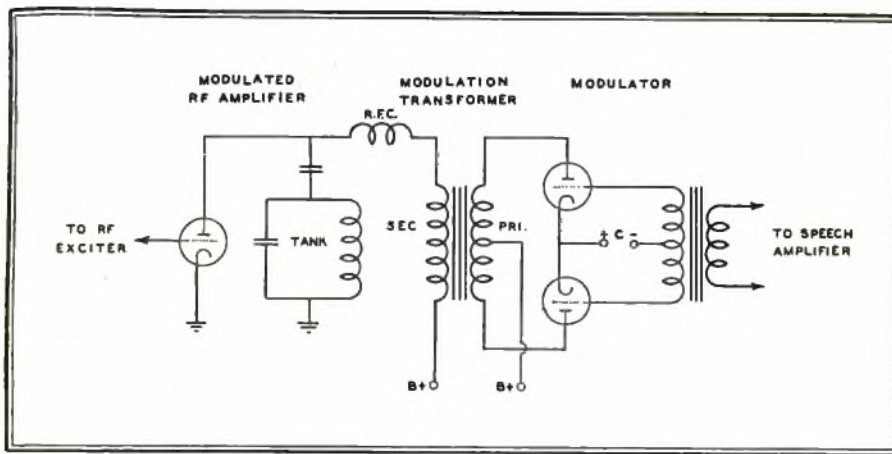 MODULATED
RF AMPLIFIER
MODULATION
TRANSFORMER
MODULATOR
R.F.C.
TO RF
EXCITER
TANK
SEC
PRI.
+ C -
TO SPEECH
AMPLIFIER
B+
B+